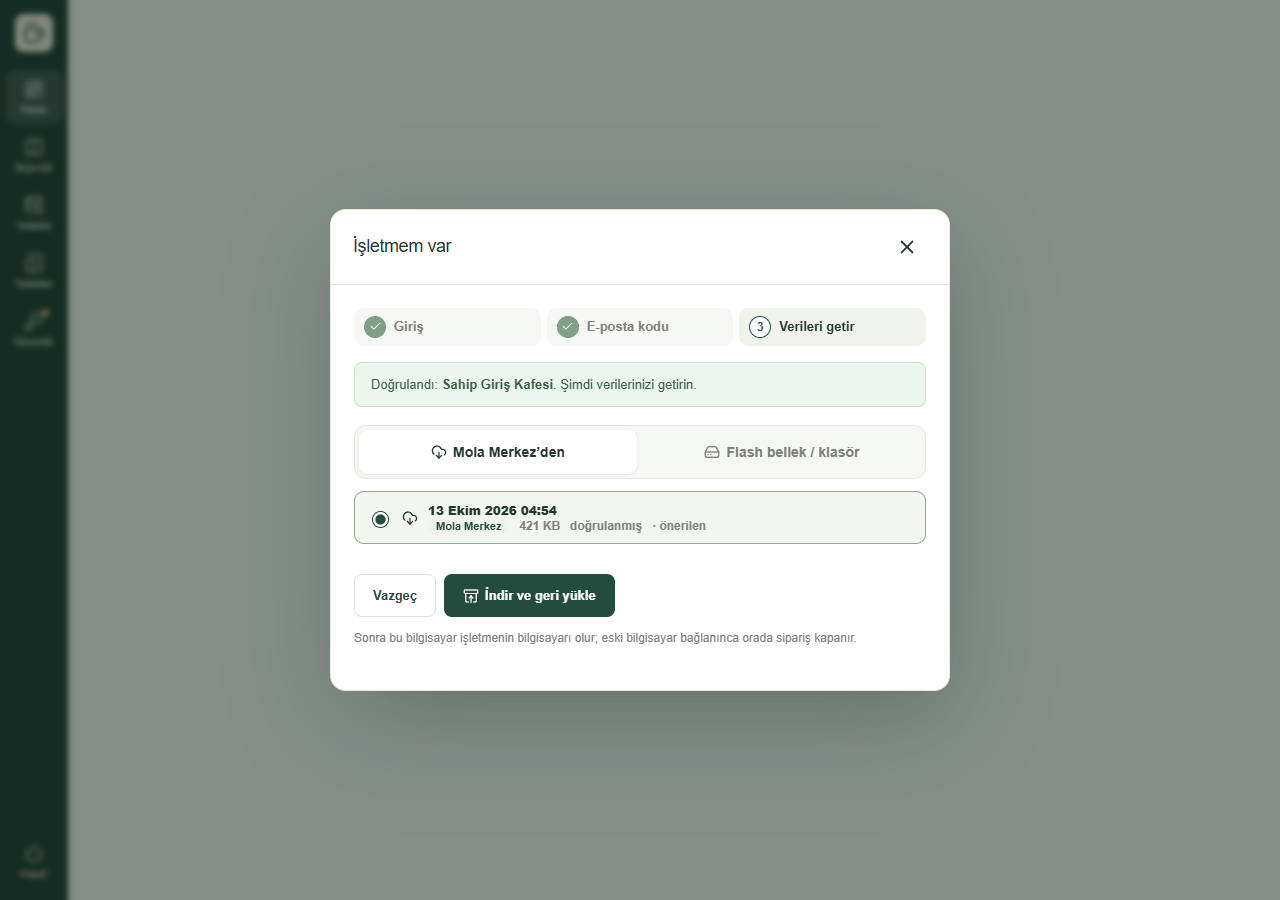 İşletmem var
Giriş
E-posta kodu
3 Verileri getir
Doğrulandı: Sahip Giriş Kafesi. Şimdi verilerinizi getirin.
Mola Merkez’den
Flash bellek / klasör
13 Ekim 2026 04:54
Mola Merkez 421 KB doğrulanmış · önerilen
Vazgeç
İndir ve geri yükle
Sonra bu bilgisayar işletmenin bilgisayarı olur; eski bilgisayar bağlanınca orada sipariş kapanır.